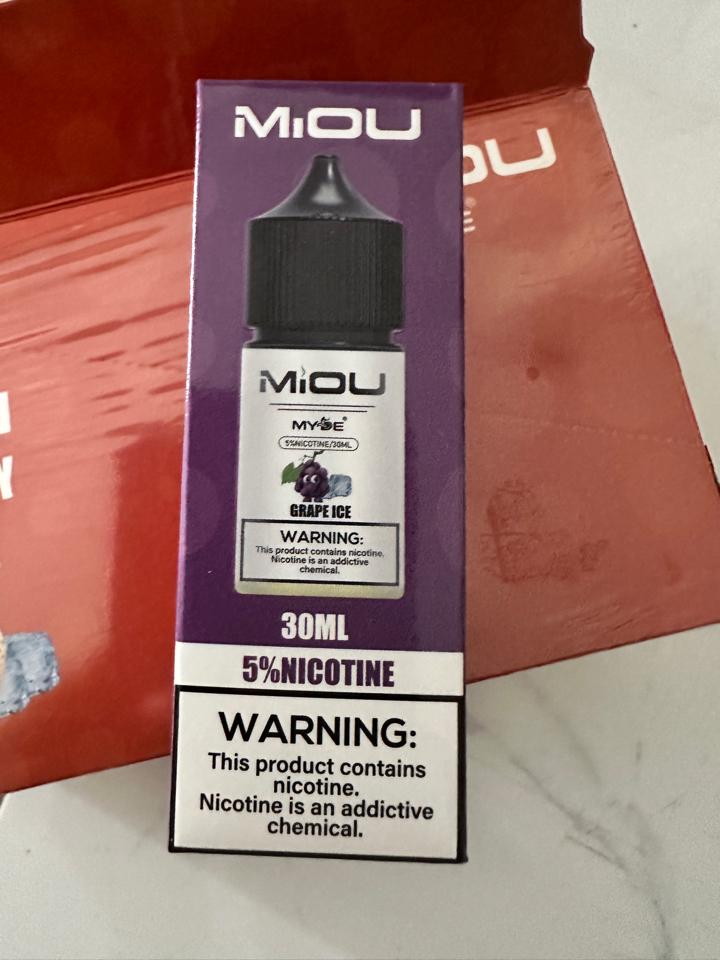 MiOU
MiOU
5%NICOTINE/30ML
GRAPE ICE
WARNING:
This product contains nicotine.
Nicotine is an addictive
chemical.
30ML
5%NICOTINE
WARNING:
This product contains
nicotine.
Nicotine is an addictive
chemical.
OU
E
Y